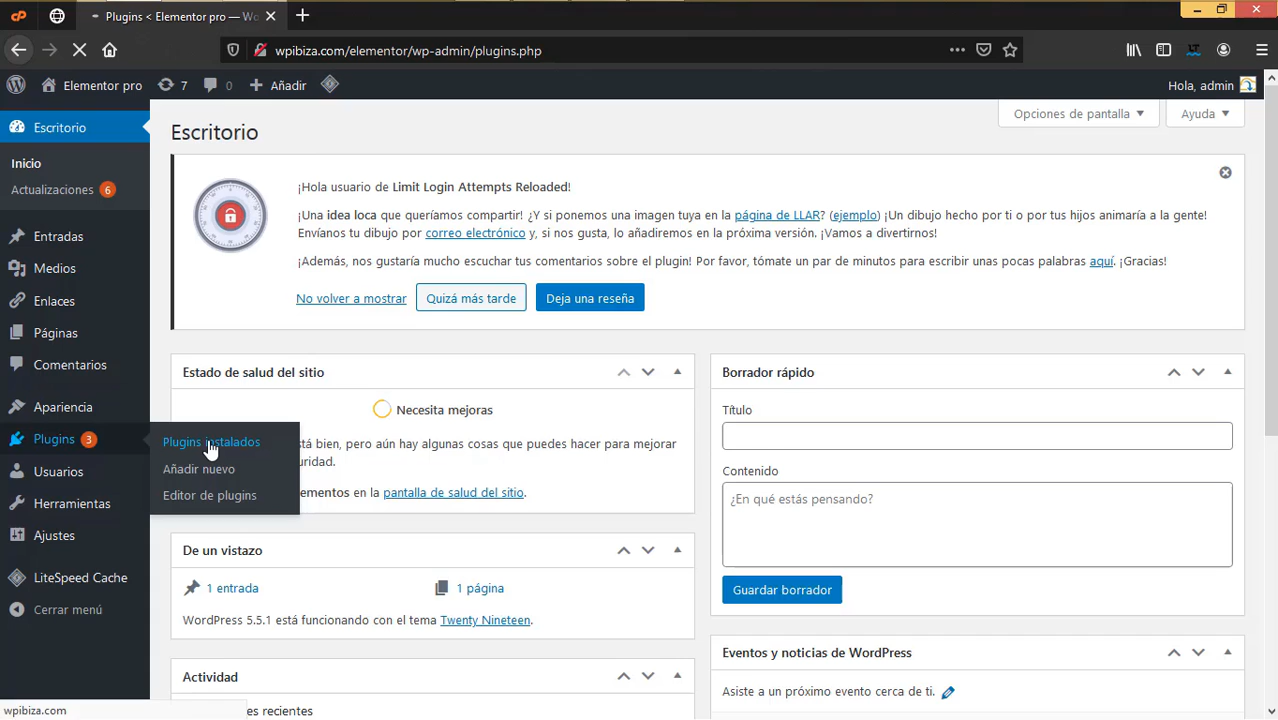 Plugins < Elementor pro — Wo
wpibiza.com/elementor/wp-admin/plugins.php
Elementor pro 7 0 Añadir
Hola, admin
Escritorio
Inicio
Actualizaciones 6
Entradas
Medios
Enlaces
Páginas
Comentarios
Apariencia
Plugins 3
Usuarios
Herramientas
Ajustes
LiteSpeed Cache
Cerrar menú
Plugins instalados
Añadir nuevo
Editor de plugins
Opciones de pantalla
Ayuda
Escritorio
¡Hola usuario de Limit Login Attempts Reloaded!
¡Una idea loca que queríamos compartir! ¿Y si ponemos una imagen tuya en la página de LLAR? (ejemplo) ¡Un dibujo hecho por ti o por tus hijos animaría a la gente!
Envíanos tu dibujo por correo electrónico y, si nos gusta, lo añadiremos en la próxima versión. ¡Vamos a divertirnos!
¡Además, nos gustaría mucho escuchar tus comentarios sobre el plugin! Por favor, tómate un par de minutos para escribir unas pocas palabras aquí. ¡Gracias!
No volver a mostrar
Quizá más tarde
Deja una reseña
Estado de salud del sitio
Necesita mejoras
está bien, pero aún hay algunas cosas que puedes hacer para mejorar
en la pantalla de salud del sitio.
De un vistazo
1 entrada
1 página
WordPress 5.5.1 está funcionando con el tema Twenty Nineteen.
Actividad
recientes
Borrador rápido
Título
Contenido
¿En qué estás pensando?
Guardar borrador
Eventos y noticias de WordPress
Asiste a un próximo evento cerca de ti.
wpibiza.com